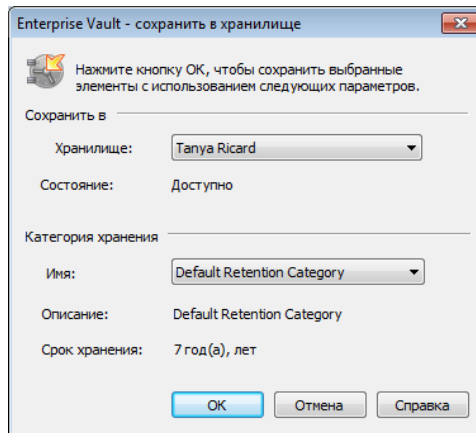 Enterprise Vault - сохранить в хранилище
Нажмите кнопку ОК, чтобы сохранить выбранные
элементы с использованием следующих параметров.
Сохранить в
Хранилище: Tanya Ricard
Состояние: Доступно
Категория хранения
Имя: Default Retention Category
Описание: Default Retention Category
Срок хранения: 7 год(а), лет
ОК Отмена Справка